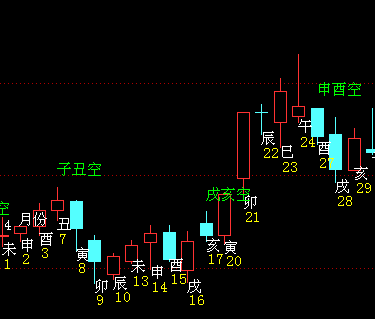 申酉空
子丑空
戌亥空
空
4月份
未
1
申
2
酉
3
丑
7
寅
8
卯
9
辰
10
未
13
申
14
酉
15
戌
16
亥
17
寅
20
卯
21
辰
22
巳
23
午
24
酉
27
戌
28
亥
29